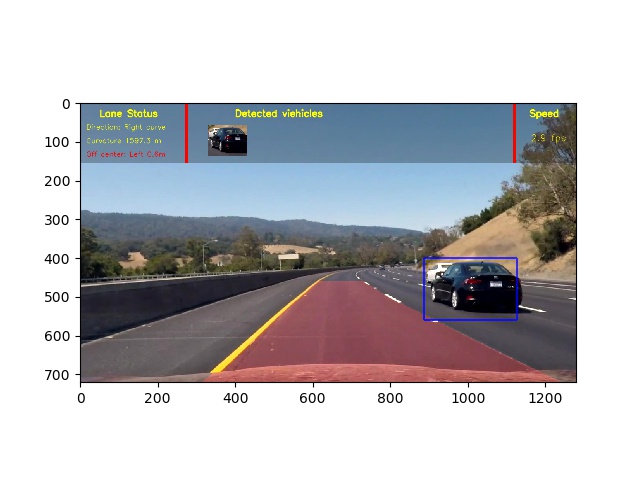 Lane Status
Detected viehicles
Speed
Direction: Right curve
Curvature: 1597.3 m
2.9 fps
Off center: Left 0.6m
0
100
200
300
400
500
600
700
0
200
400
600
800
1000
1200